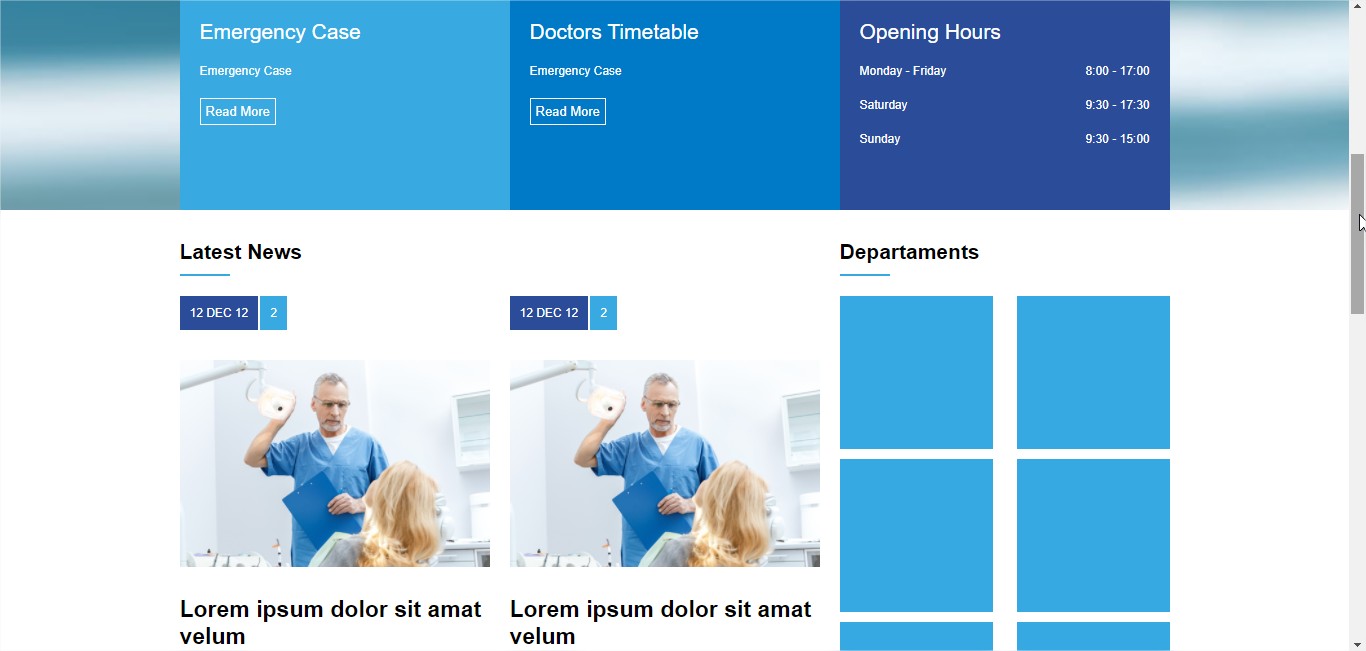 Emergency Case
Emergency Case
Read More
Doctors Timetable
Emergency Case
Read More
Opening Hours
Monday - Friday 8:00 - 17:00
Saturday 9:30 - 17:30
Sunday 9:30 - 15:00
Latest News
12 DEC 12 2
Lorem ipsum dolor sit amat
velum
12 DEC 12 2
Lorem ipsum dolor sit amat
velum
Departaments